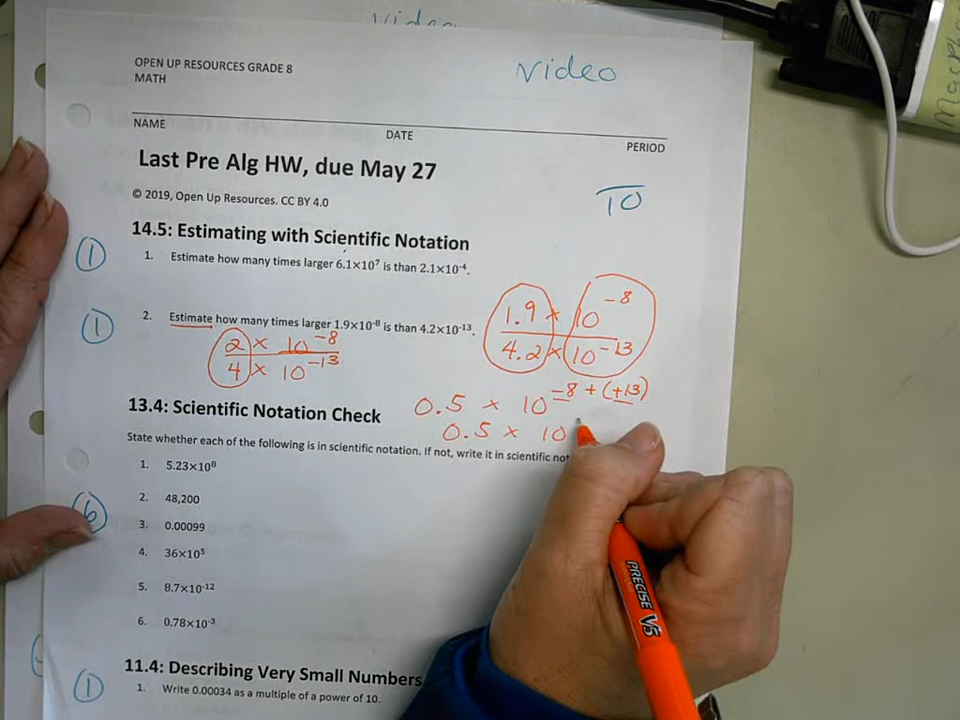 video
OPEN UP RESOURCES GRADE 8
MATH
Video
NAME
DATE
PERIOD
Last Pre Alg HW, due May 27
© 2019, Open Up Resources. CC BY 4.0
TO
14.5: Estimating with Scientific Notation
① 1. Estimate how many times larger 6.1×10⁷ is than 2.1×10⁻⁴.
① 2. Estimate how many times larger 1.9×10⁻⁸ is than 4.2×10⁻¹³.
1.9 × 10⁻⁸
4.2 × 10⁻¹³
2 × 10⁻⁸
4 × 10⁻¹³
0.5 × 10⁻⁸ ⁺ ⁽⁺¹³⁾
0.5 × 10
13.4: Scientific Notation Check
State whether each of the following is in scientific notation. If not, write it in scientific
1. 5.23×10⁸
⑥ 2. 48,200
3. 0.00099
4. 36×10⁵
5. 8.7×10⁻¹²
6. 0.78×10⁻³
11.4: Describing Very Small Numbers
① 1. Write 0.00034 as a multiple of a power of 10.
PRECISE V5